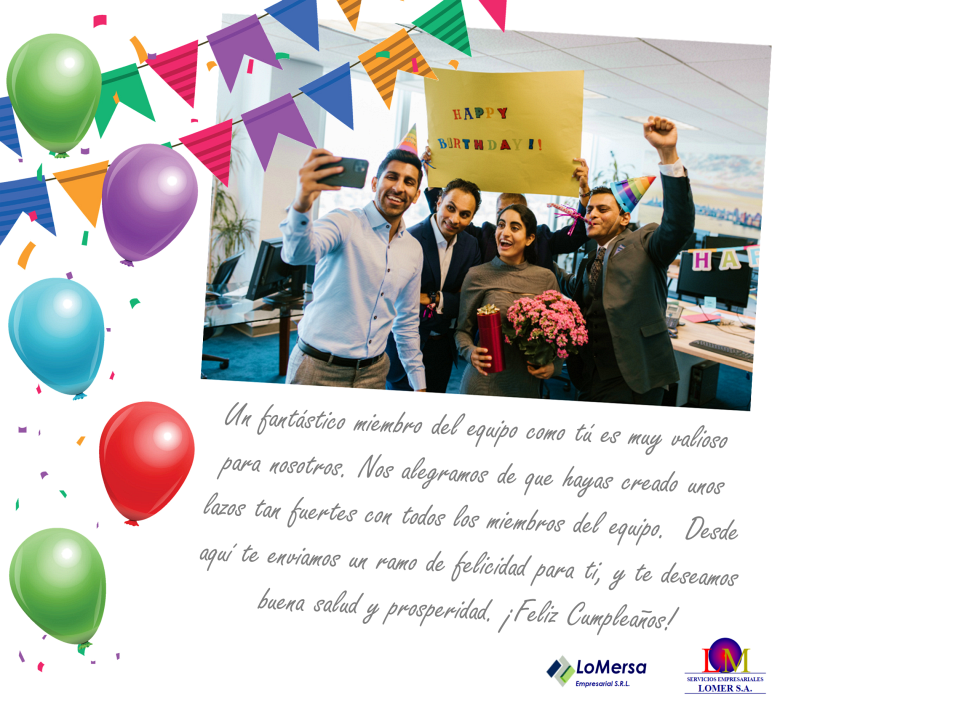 HAPPY
BIRTHDAY!!
HA
Un fantástico miembro del equipo como tú es muy valioso
para nosotros. Nos alegramos de que hayas creado unos
lazos tan fuertes con todos los miembros del equipo. Desde
aquí te enviamos un ramo de felicidad para ti, y te deseamos
buena salud y prosperidad. ¡Feliz Cumpleaños!
LoMersa
Empresarial S.R.L.
LM
SERVICIOS EMPRESARIALES
LOMER S.A.